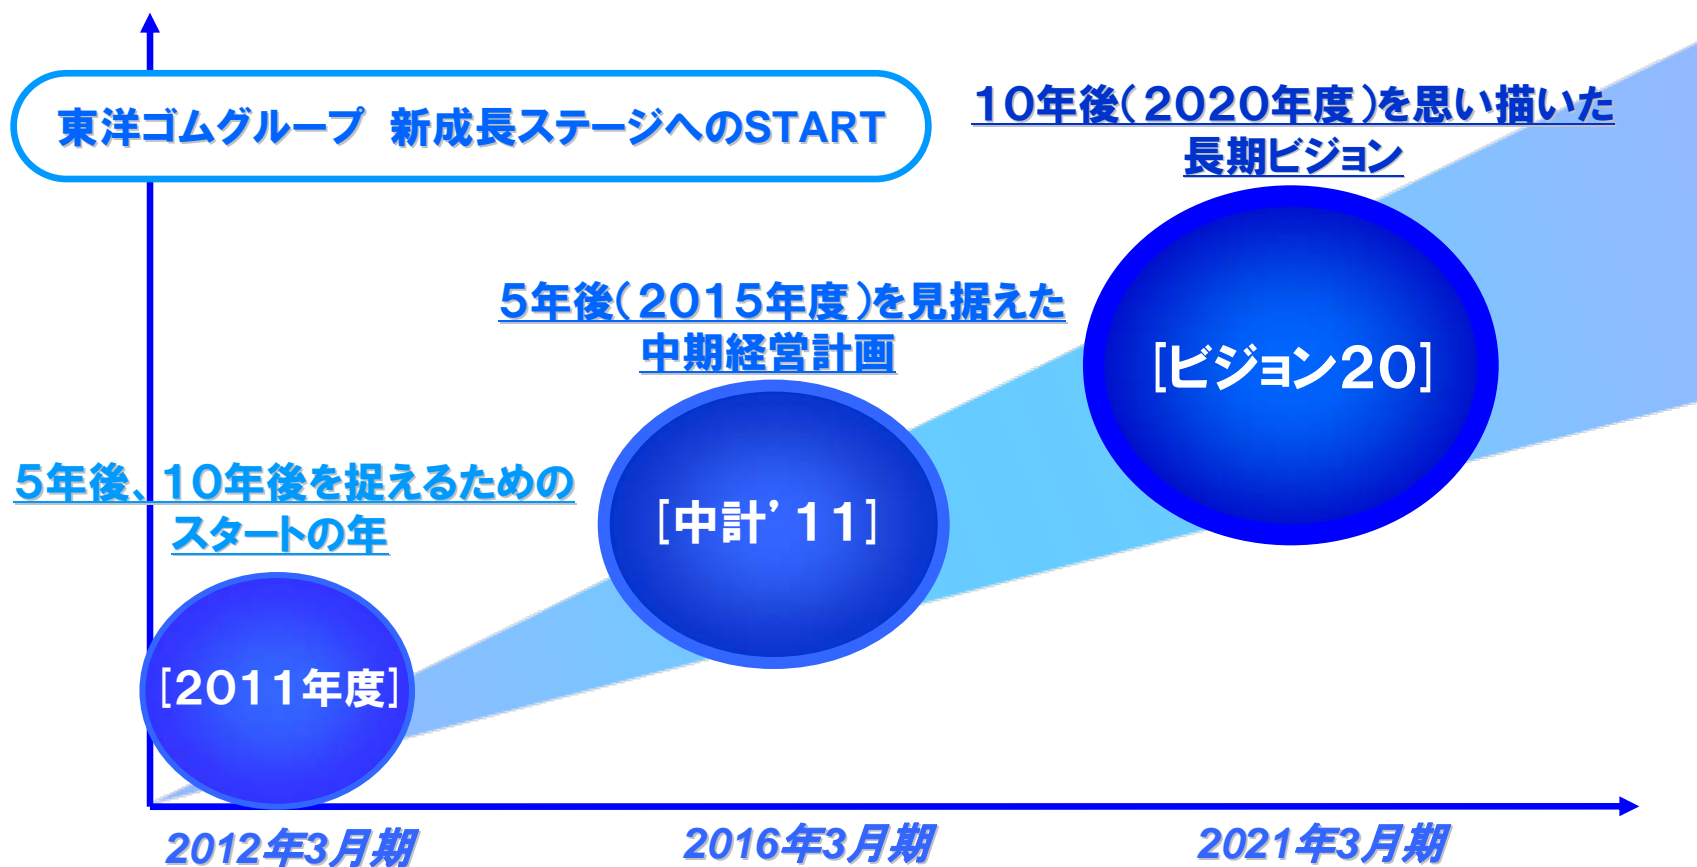 東洋ゴムグループ 新成長ステージへのSTART
10年後（2020年度）を思い描いた
長期ビジョン
[ビジョン20]
5年後（2015年度）を見据えた
中期経営計画
[中計’11]
5年後、10年後を捉えるための
スタートの年
[2011年度]
2012年3月期
2016年3月期
2021年3月期